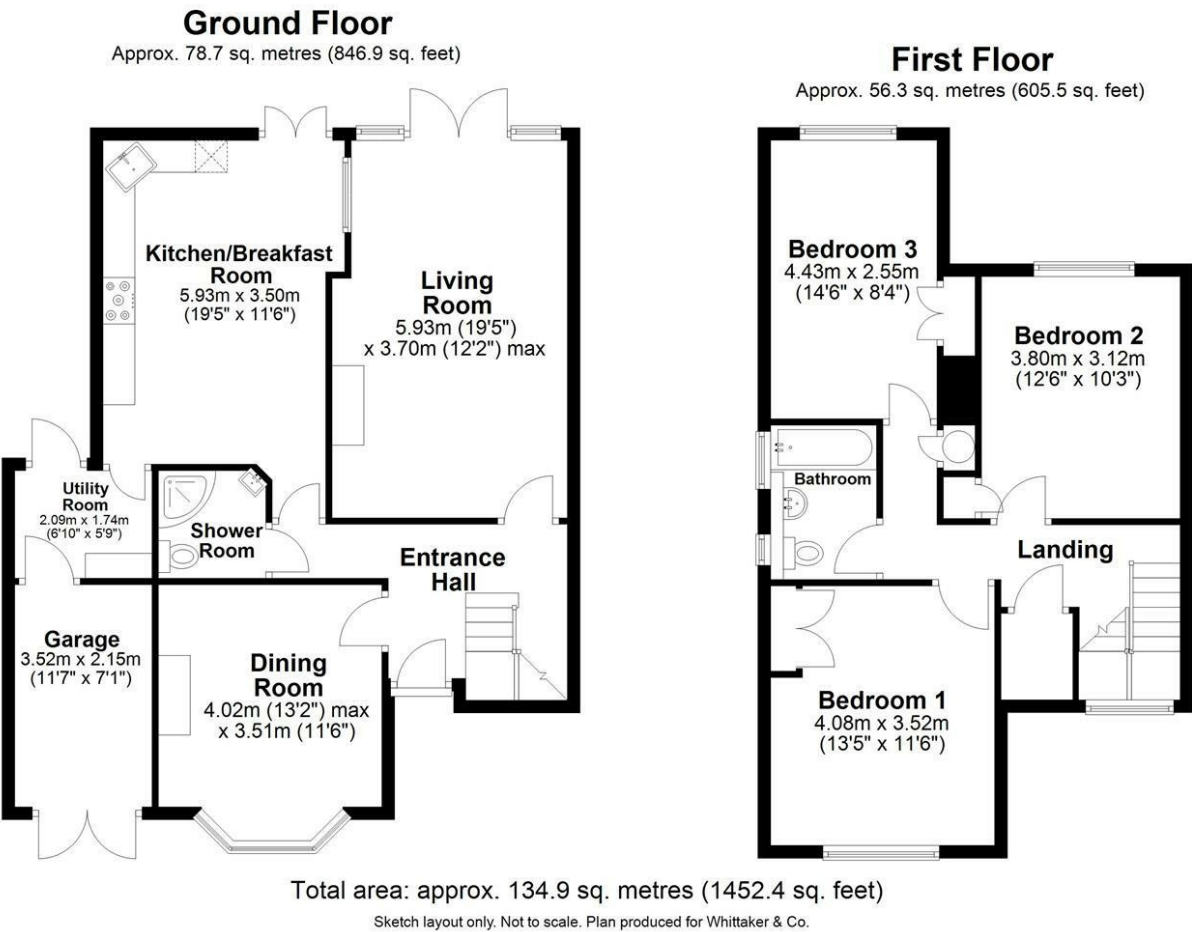 Ground Floor
Approx. 78.7 sq. metres (846.9 sq. feet)
First Floor
Approx. 56.3 sq. metres (605.5 sq. feet)
Kitchen/Breakfast
Room
5.93m x 3.50m
(19'5" x 11'6")
Living
Room
5.93m (19'5")
x 3.70m (12'2") max
Utility
Room
2.09m x 1.74m
(6'10" x 5'9")
Shower
Room
Entrance
Hall
Garage
3.52m x 2.15m
(11'7" x 7'1")
Dining
Room
4.02m (13'2") max
x 3.51m (11'6")
Bedroom 3
4.43m x 2.55m
(14'6" x 8'4")
Bedroom 2
3.80m x 3.12m
(12'6" x 10'3")
Bathroom
Landing
Bedroom 1
4.08m x 3.52m
(13'5" x 11'6")
Total area: approx. 134.9 sq. metres (1452.4 sq. feet)
Sketch layout only. Not to scale. Plan produced for Whittaker & Co.